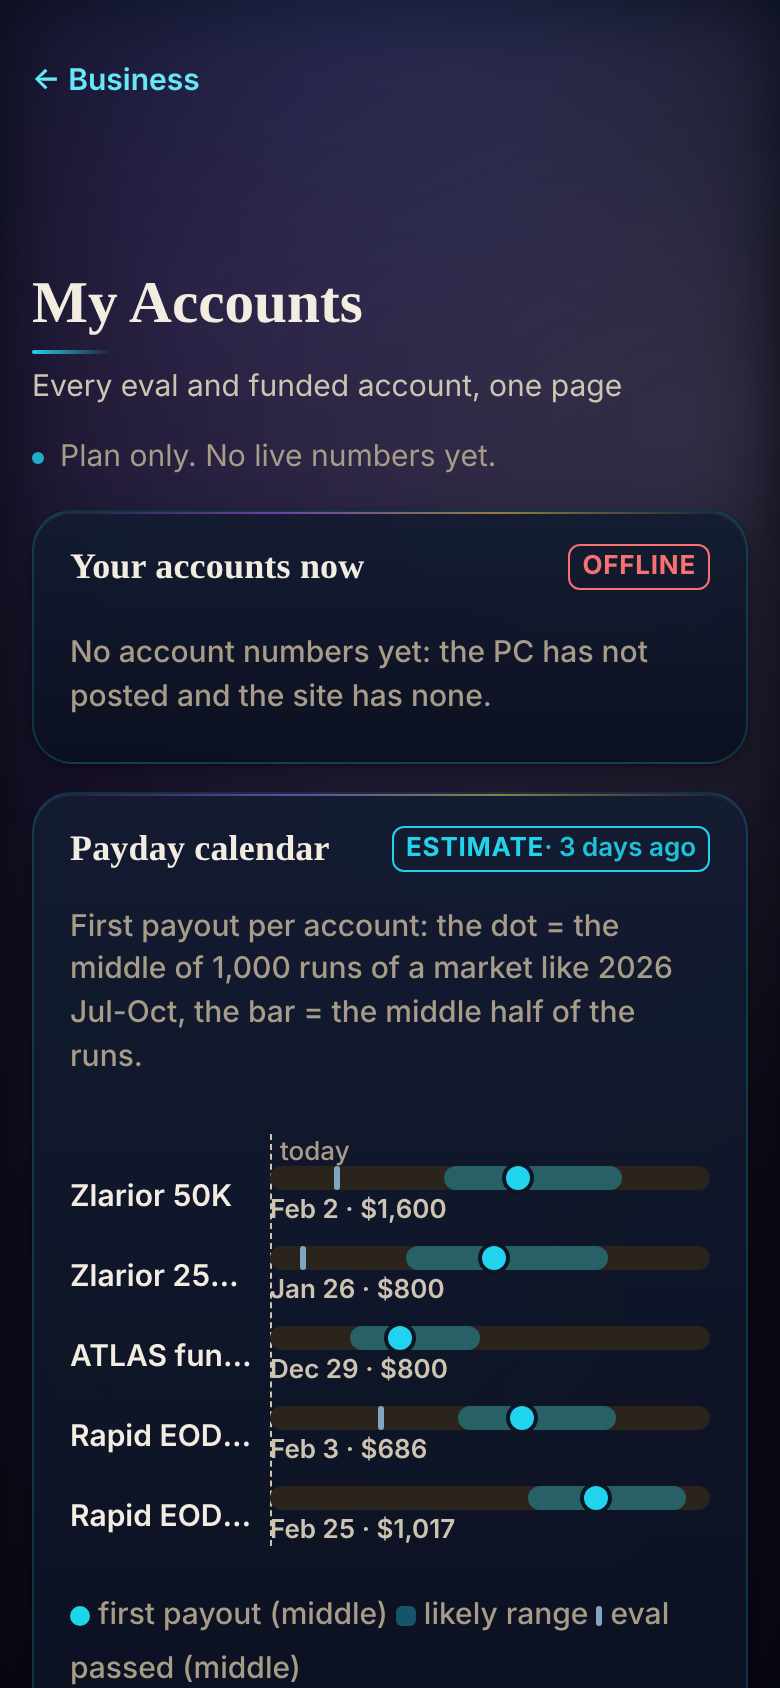 ← Business
My Accounts
Every eval and funded account, one page
Plan only. No live numbers yet.
Your accounts now
OFFLINE
No account numbers yet: the PC has not
posted and the site has none.
Payday calendar
ESTIMATE · 3 days ago
First payout per account: the dot = the
middle of 1,000 runs of a market like 2026
Jul-Oct, the bar = the middle half of the
runs.
today
Zlarior 50K
Feb 2 · $1,600
Zlarior 25...
Jan 26 · $800
ATLAS fun...
Dec 29 · $800
Rapid EOD...
Feb 3 · $686
Rapid EOD...
Feb 25 · $1,017
first payout (middle) likely range eval
passed (middle)